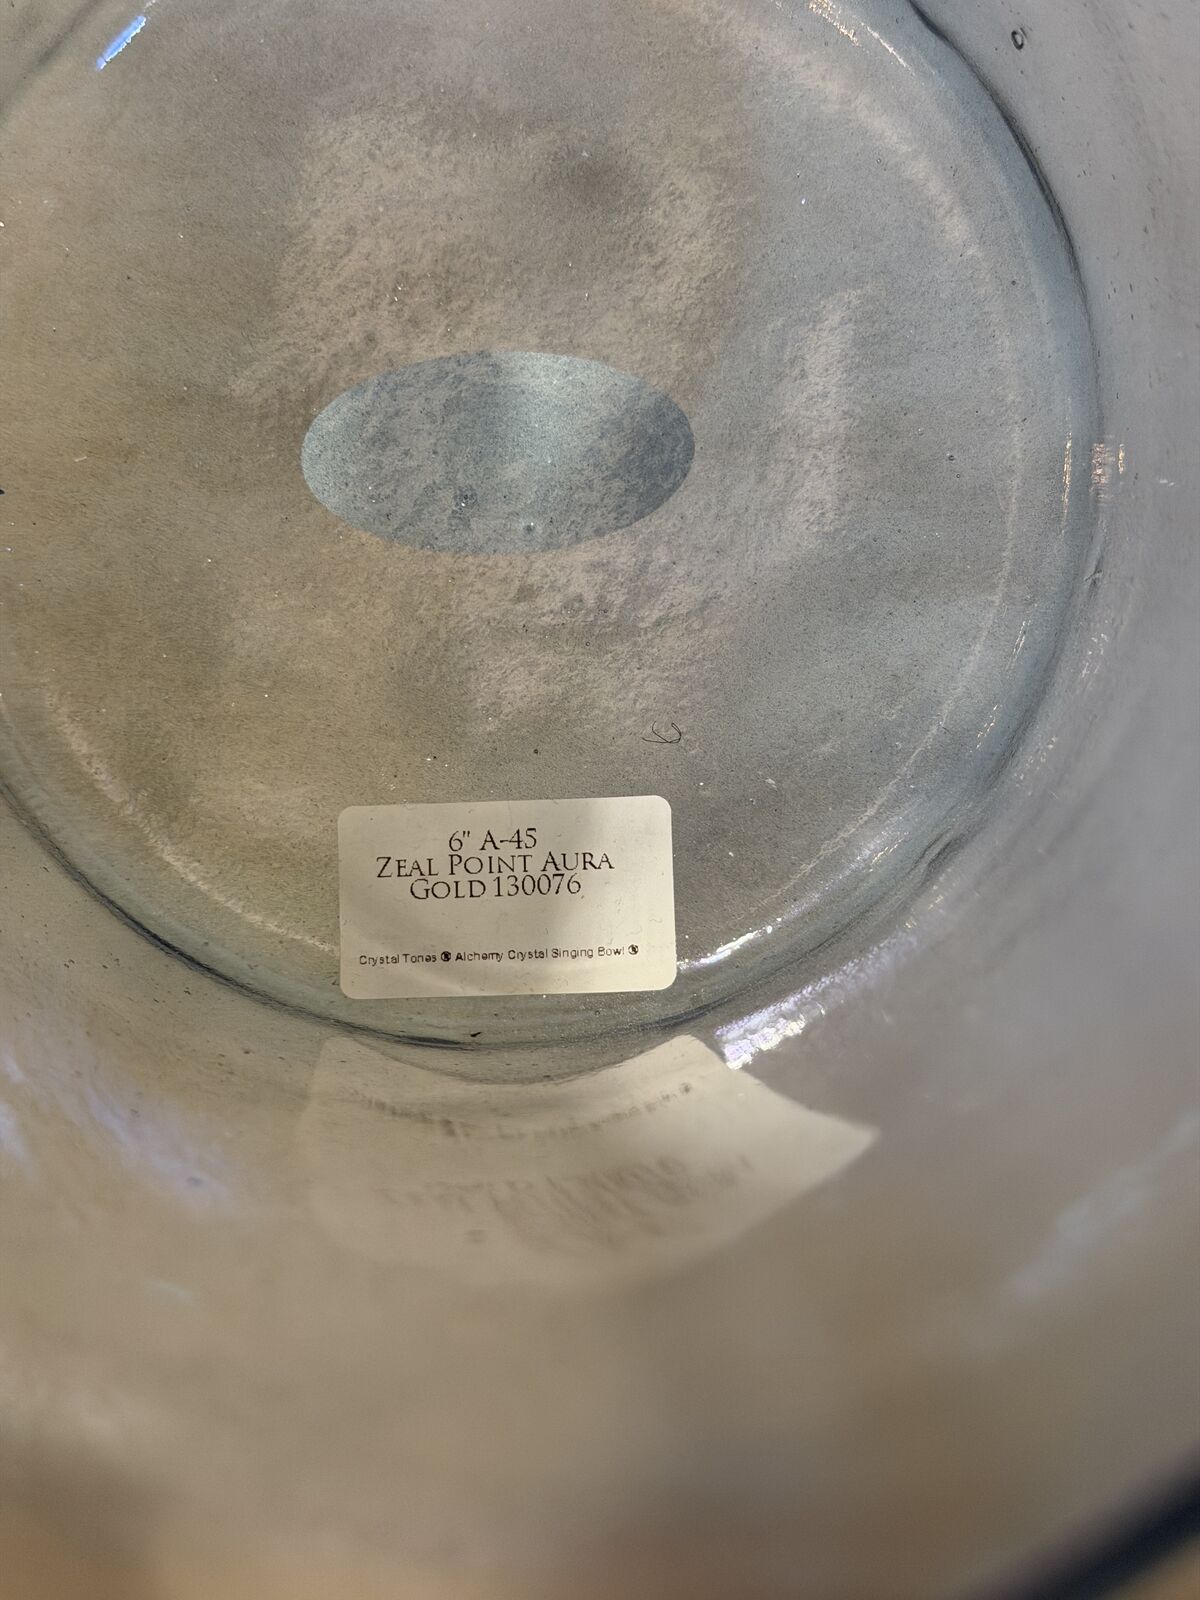 6" A-45
ZEAL POINT AURA
GOLD 130076
Crystal Tones ® Alchemy Crystal Singing Bowl ®